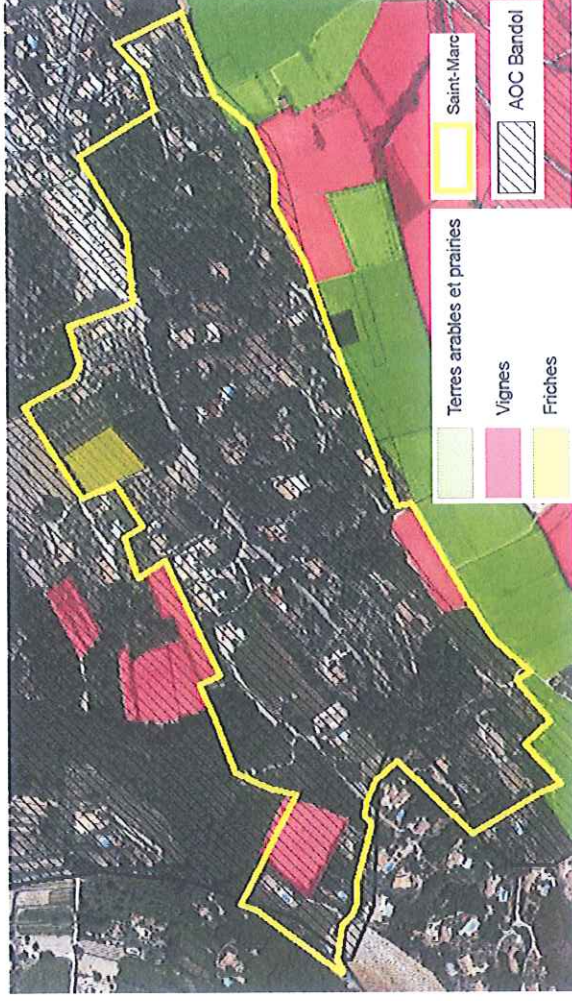 Terres arables et prairies
Vignes
Friches
Saint-Marc
AOC Bandol